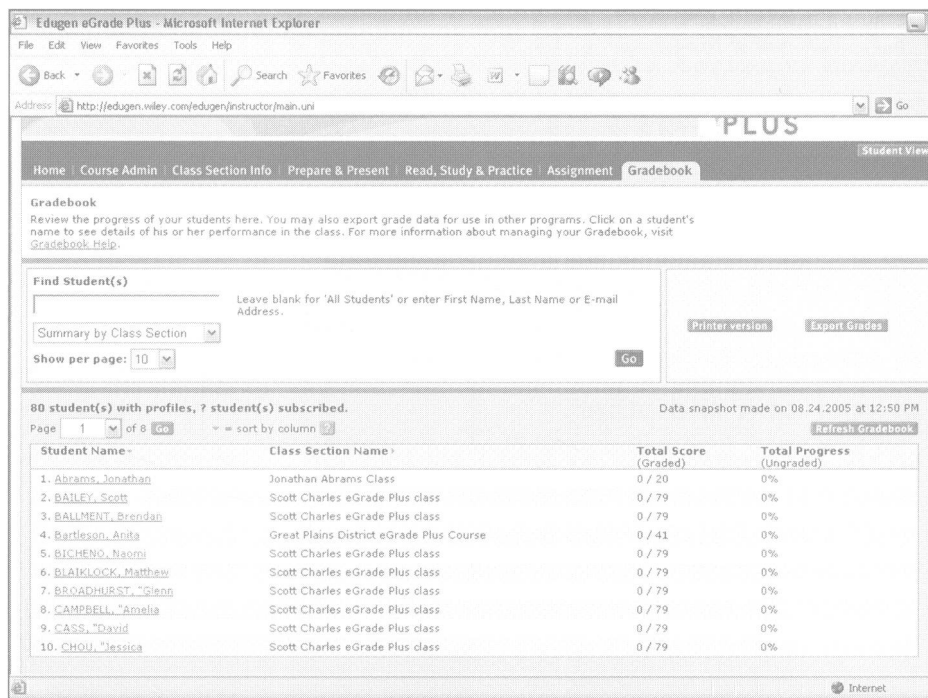 Edugen eGrade Plus - Microsoft Internet Explorer
File Edit View Favorites Tools Help
Back Search Favorites
Address http://edugen.wiley.com/edugen/instructor/main.uni Go
PLUS
Student View
Home | Course Admin | Class Section Info | Prepare & Present | Read, Study & Practice | Assignment Gradebook
Gradebook
Review the progress of your students here. You may also export grade data for use in other programs. Click on a student's
name to see details of his or her performance in the class. For more information about managing your Gradebook, visit
Gradebook Help.
Find Student(s)
Leave blank for 'All Students' or enter First Name, Last Name or E-mail
Address.
Summary by Class Section
Printer version Export Grades
Show per page: 10 Go
80 student(s) with profiles, ? student(s) subscribed. Data snapshot made on 08.24.2005 at 12:50 PM
Page 1 of 8 Go = sort by column ? Refresh Gradebook
Student Name Class Section Name Total Score Total Progress
(Graded) (Ungraded)
1. Abrams, Jonathan Jonathan Abrams Class 0 / 20 0%
2. BAILEY, Scott Scott Charles eGrade Plus class 0 / 79 0%
3. BALLMENT, Brendan Scott Charles eGrade Plus class 0 / 79 0%
4. Bartleson, Anita Great Plains District eGrade Plus Course 0 / 41 0%
5. BICHENO, Naomi Scott Charles eGrade Plus class 0 / 79 0%
6. BLAIKLOCK, Matthew Scott Charles eGrade Plus class 0 / 79 0%
7. BROADHURST, "Glenn Scott Charles eGrade Plus class 0 / 79 0%
8. CAMPBELL, "Amelia Scott Charles eGrade Plus class 0 / 79 0%
9. CASS, "David Scott Charles eGrade Plus class 0 / 79 0%
10. CHOU, "Jessica Scott Charles eGrade Plus class 0 / 79 0%
Internet